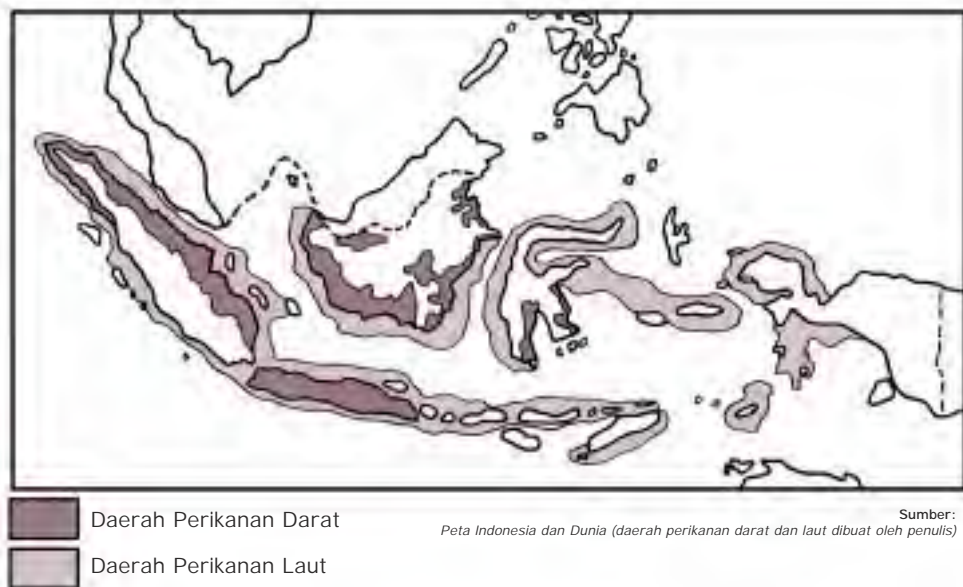 Daerah Perikanan Darat
Sumber:
Peta Indonesia dan Dunia (daerah perikanan darat dan laut dibuat oleh penulis)
Daerah Perikanan Laut